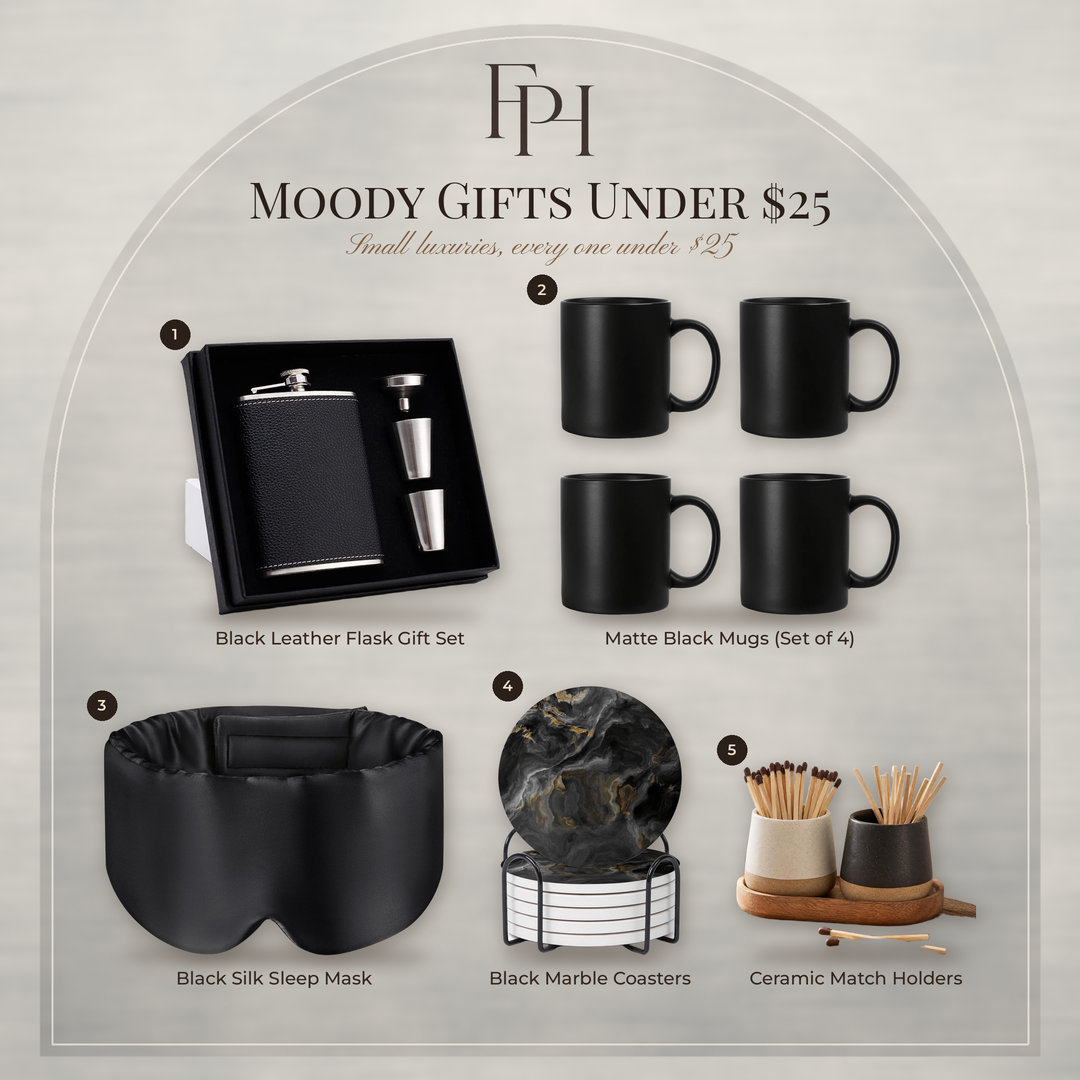 FPH
Moody Gifts Under $25
Small luxuries, every one under $25
1
2
Black Leather Flask Gift Set
Matte Black Mugs (Set of 4)
3
4
5
Black Silk Sleep Mask
Black Marble Coasters
Ceramic Match Holders